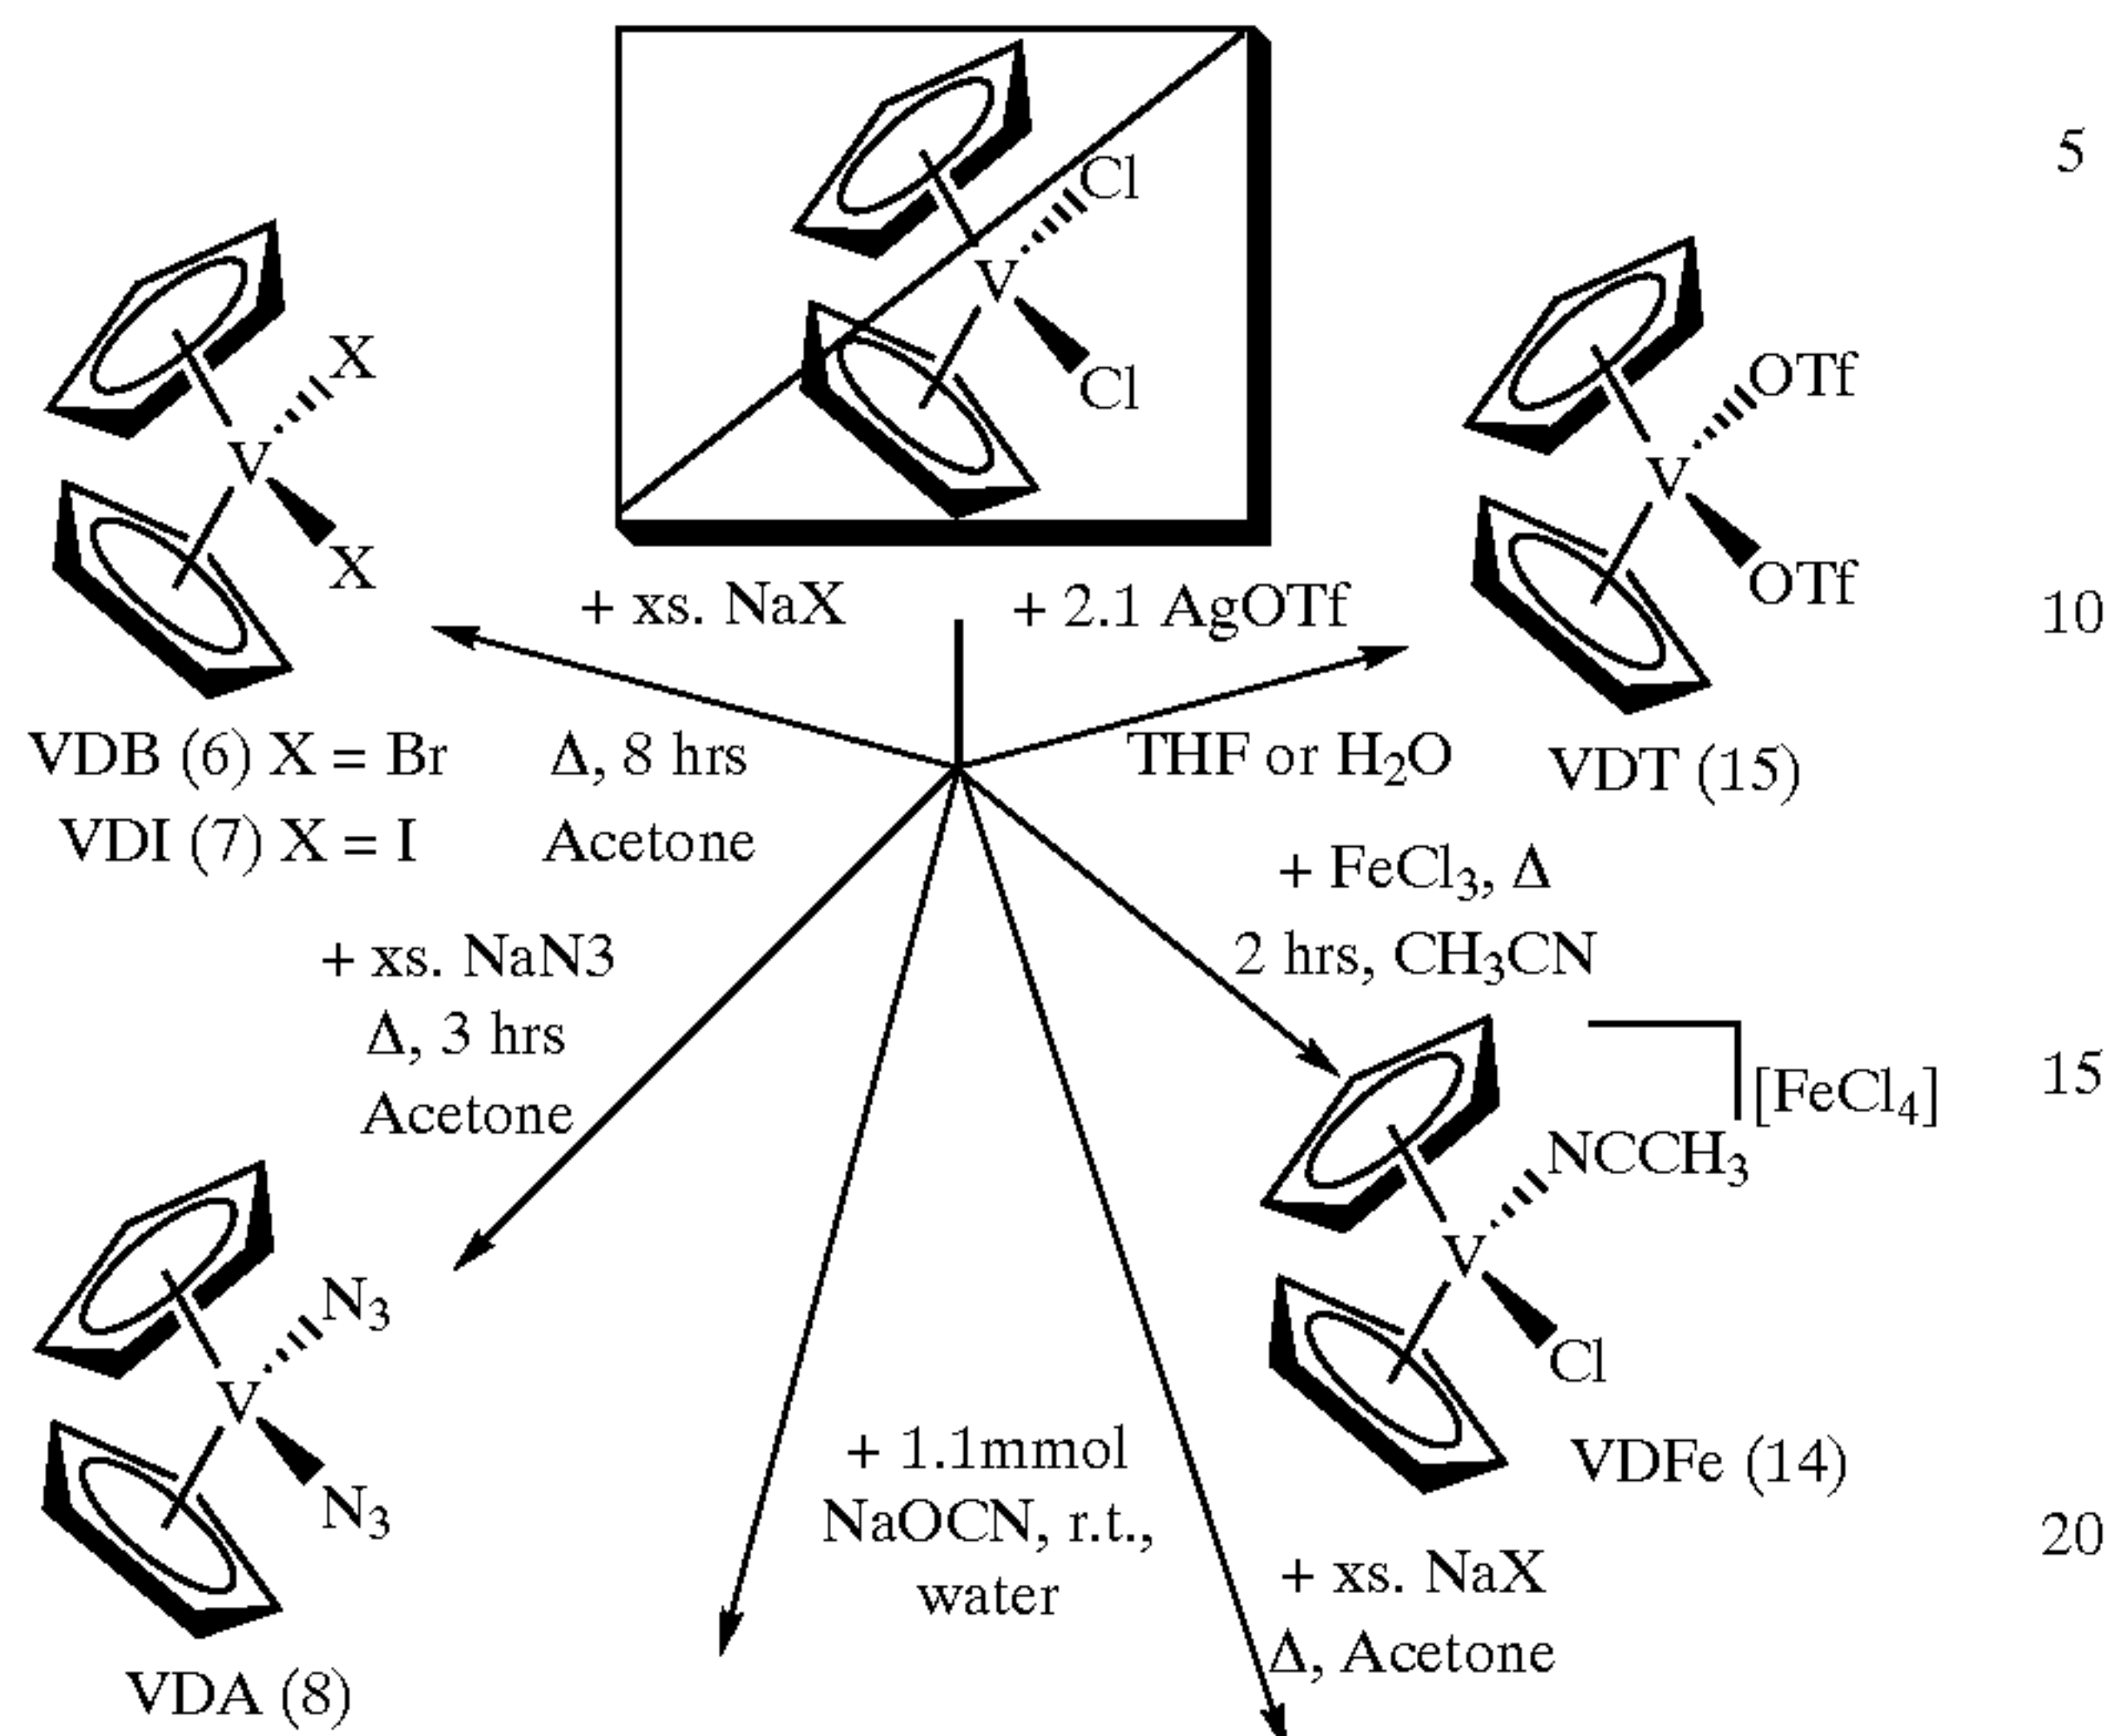 Cl
V
Cl
5
X
V
X
OTf
V
OTf
+ xs. NaX
+ 2.1 AgOTf
10
VDB (6) X = Br
VDI (7) X = I
Δ, 8 hrs
Acetone
THF or H₂O
VDT (15)
+ FeCl₃, Δ
2 hrs, CH₃CN
+ xs. NaN3
Δ, 3 hrs
Acetone
[FeCl₄]
15
NCCH₃
V
Cl
VDFe (14)
N₃
V
N₃
VDA (8)
+ 1.1mmol
NaOCN, r.t.,
water
20
+ xs. NaX
Δ, Acetone